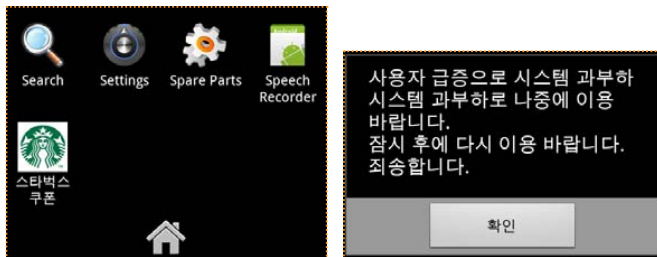 Search
Settings
Spare Parts
Speech
Recorder
스타벅스
쿠폰
사용자 급증으로 시스템 과부하
시스템 과부하로 나중에 이용
바랍니다.
잠시 후에 다시 이용 바랍니다.
죄송합니다.
확인